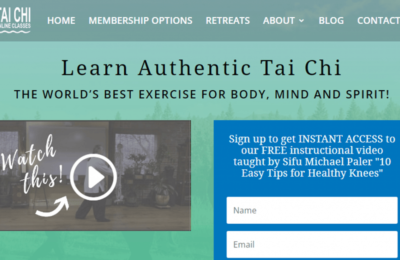 TAI CHI
ONLINE CLASSES
HOME MEMBERSHIP OPTIONS RETREATS ABOUT BLOG CONTACT
Learn Authentic Tai Chi
THE WORLD'S BEST EXERCISE FOR BODY, MIND AND SPIRIT!
Watch
this!
Sign up to get INSTANT ACCESS to
our FREE instructional video
taught by Sifu Michael Paler "10
Easy Tips for Healthy Knees"
Name
Email